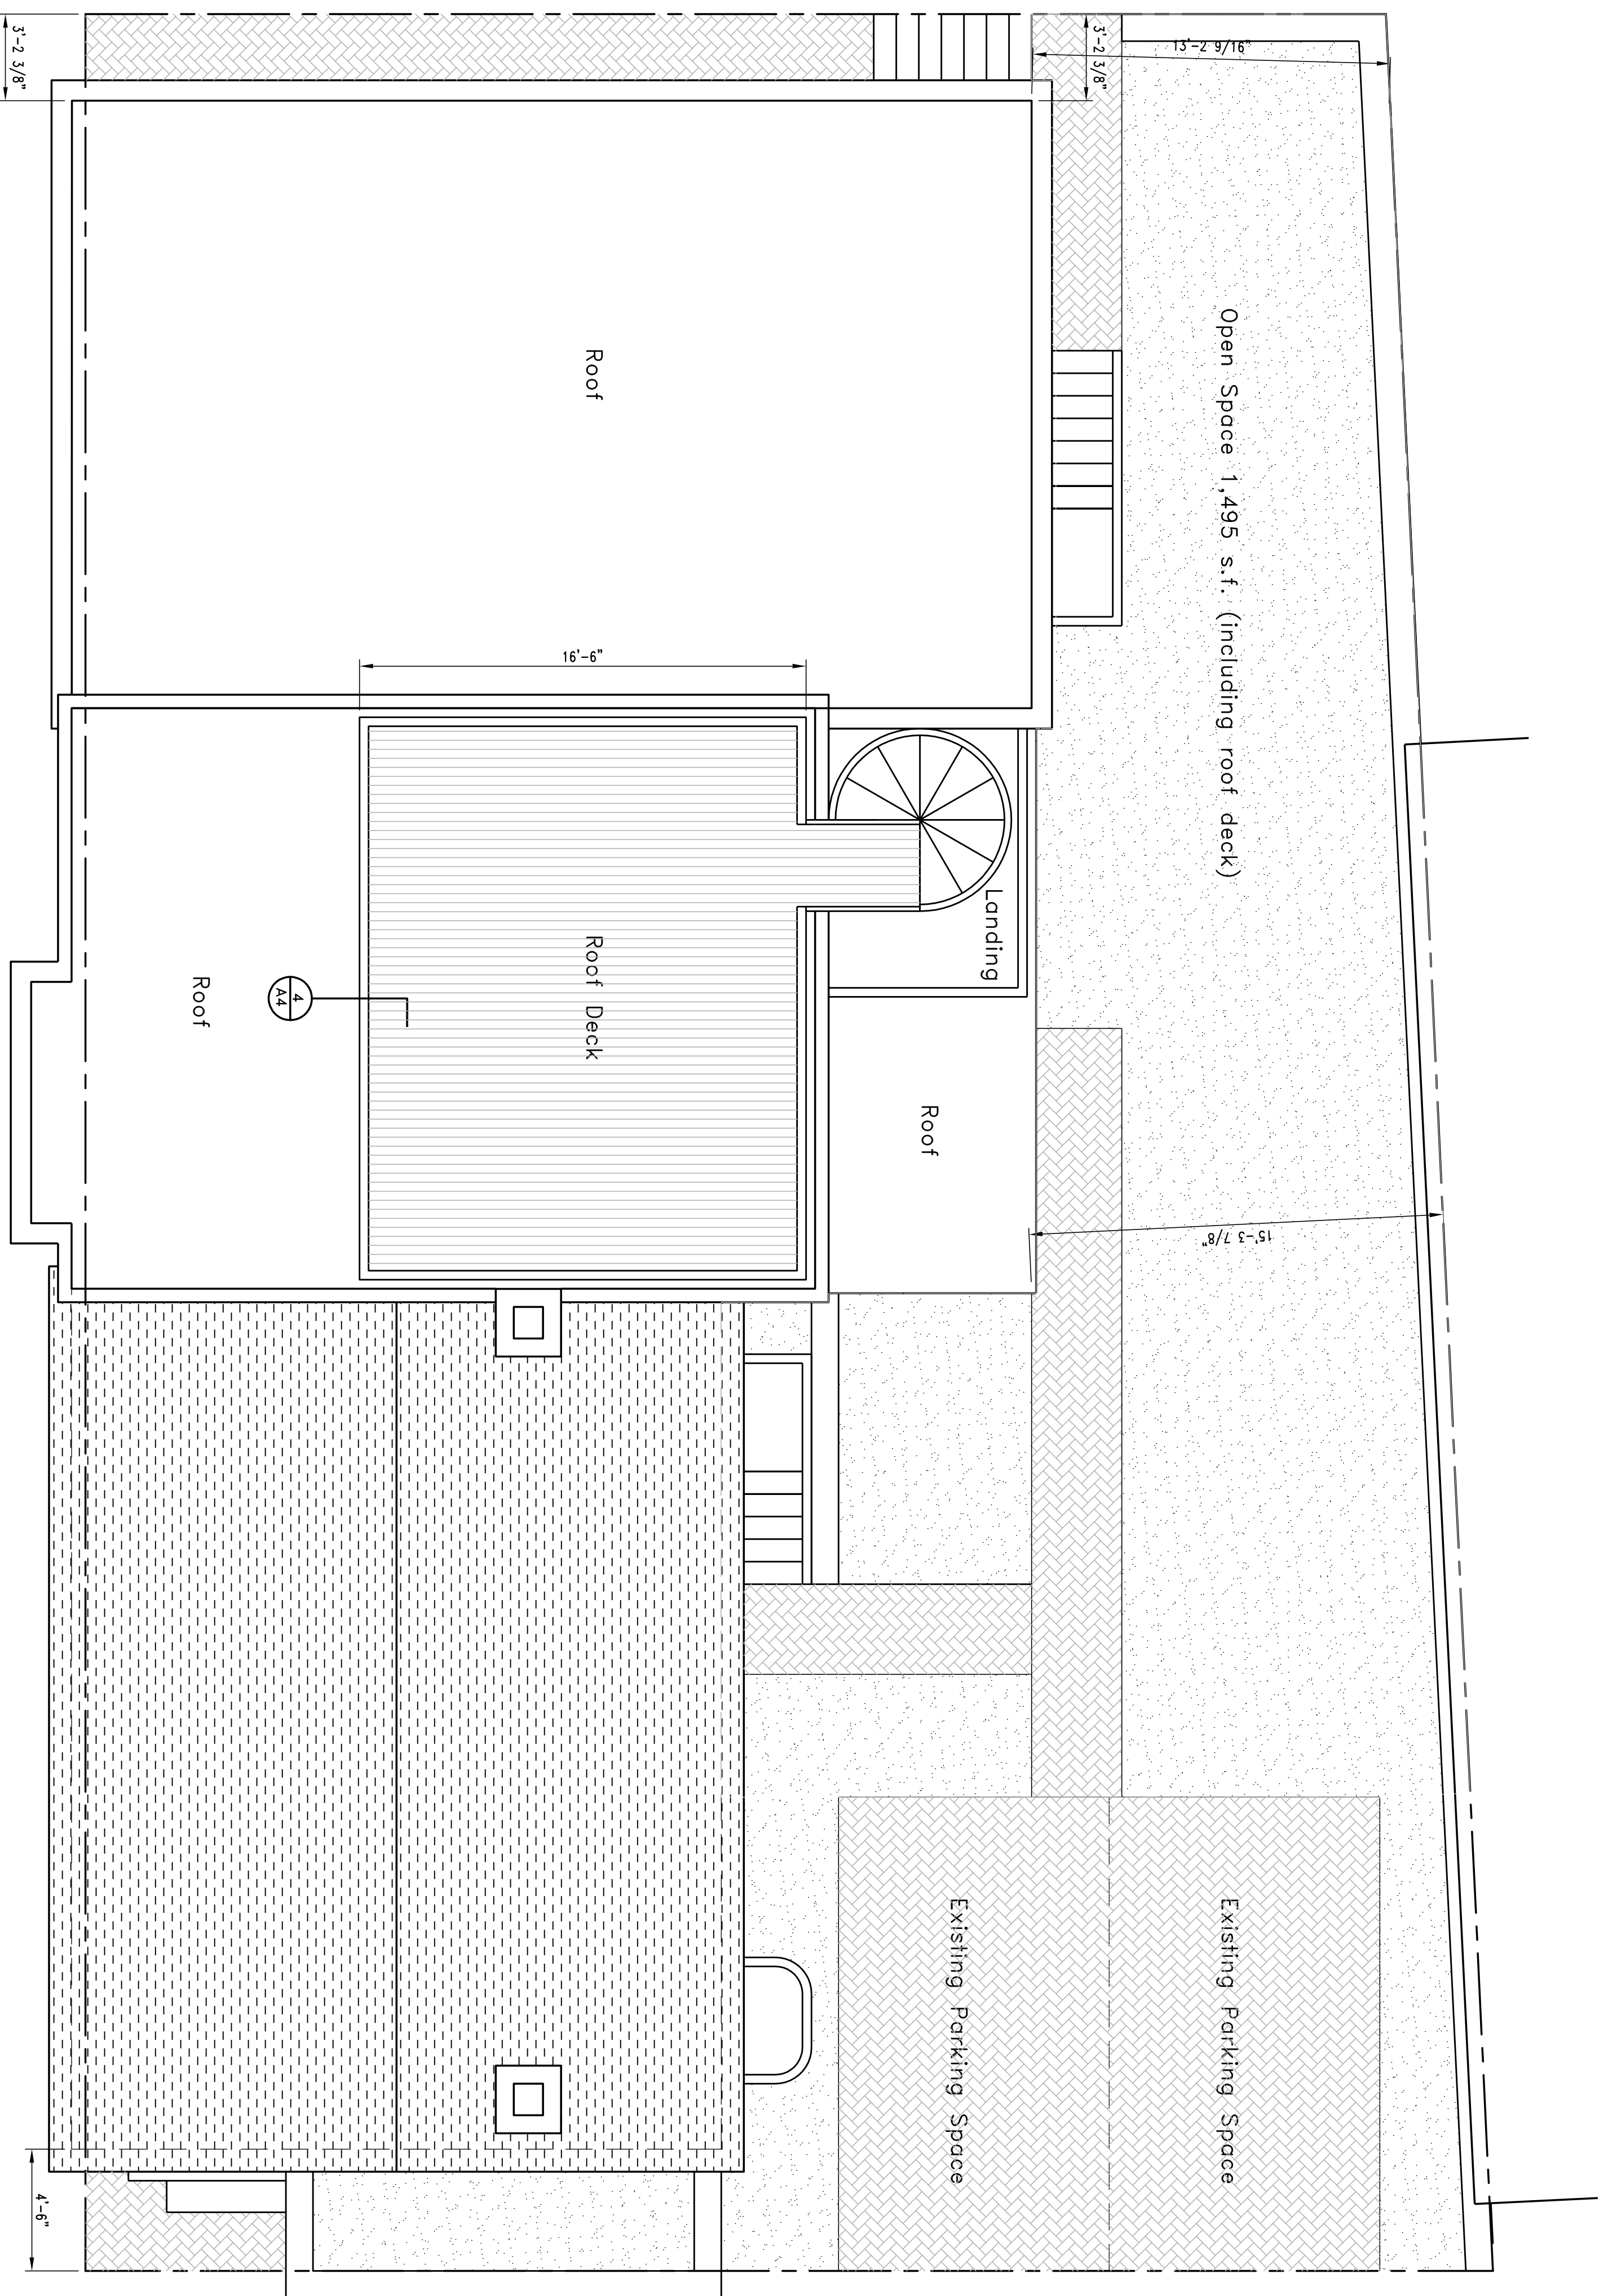 3'-2 3/8"
3'-2 3/8"
13'-2 9/16"
Open Space 1,495 s.f. (including roof deck)
Roof
16'-6"
Landing
Roof Deck
Roof
4
A4
Roof
15'-3 7/8"
Existing Parking Space
Existing Parking Space
4'-6"